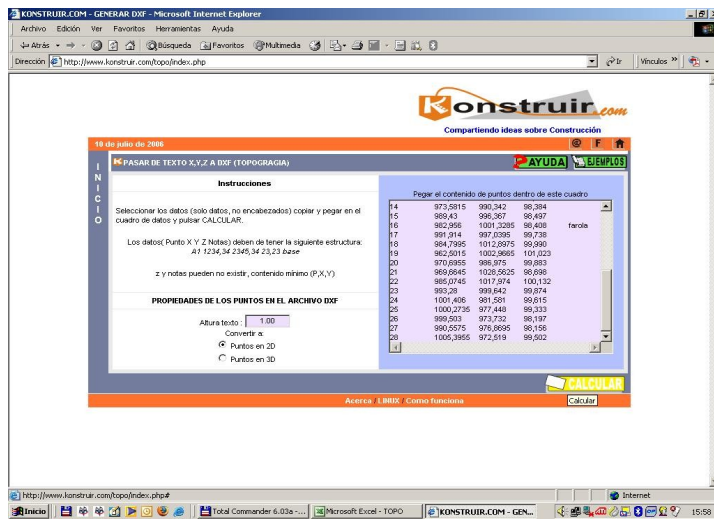 KONSTRUIR.COM - GENERAR DXF - Microsoft Internet Explorer
Archivo Edición Ver Favoritos Herramientas Ayuda
Atrás Búsqueda Favoritos Multimedia
Dirección http://www.konstruir.com/topo/index.php Ir Vínculos »
Konstruir.com
Compartiendo ideas sobre Construcción
18 de julio de 2006 @ F
INICIO
PASAR DE TEXTO X,Y,Z A DXF (TOPOGRAGIA) AYUDA EJEMPLOS
Instrucciones
Seleccionar los datos (solo datos, no encabezados) copiar y pegar en el
cuadro de datos y pulsar CALCULAR.
Los datos( Punto X Y Z Notas) deben de tener la siguiente estructura:
A1 1234,34 2345,34 23,23 base
z y notas pueden no existir, contenido mínimo (P,X,Y)
PROPIEDADES DE LOS PUNTOS EN EL ARCHIVO DXF
Altura texto : 1.00
Convertir a:
Puntos en 2D
Puntos en 3D
Pegar el contenido de puntos dentro de este cuadro
14 973,5815 990,342 98,384
15 989,43 996,367 98,497
16 982,956 1001,3285 98,408 farola
17 991,914 997,0395 99,738
18 984,7995 1012,8975 99,990
19 962,5015 1002,9665 101,023
20 970,6955 986,975 99,883
21 969,6645 1028,5625 98,698
22 985,0745 1017,974 100,132
23 993,28 999,642 99,874
24 1001,406 981,581 99,615
25 1000,2735 977,448 99,333
26 999,503 973,732 98,197
27 990,5575 976,8695 98,156
28 1005,3955 972,519 99,502
CALCULAR
Acerca / LINUX / Como funciona Calcular
http://www.konstruir.com/topo/index.php# Internet
Inicio Total Commander 6.03a -... Microsoft Excel - TOPO KONSTRUIR.COM - GEN... 15:58